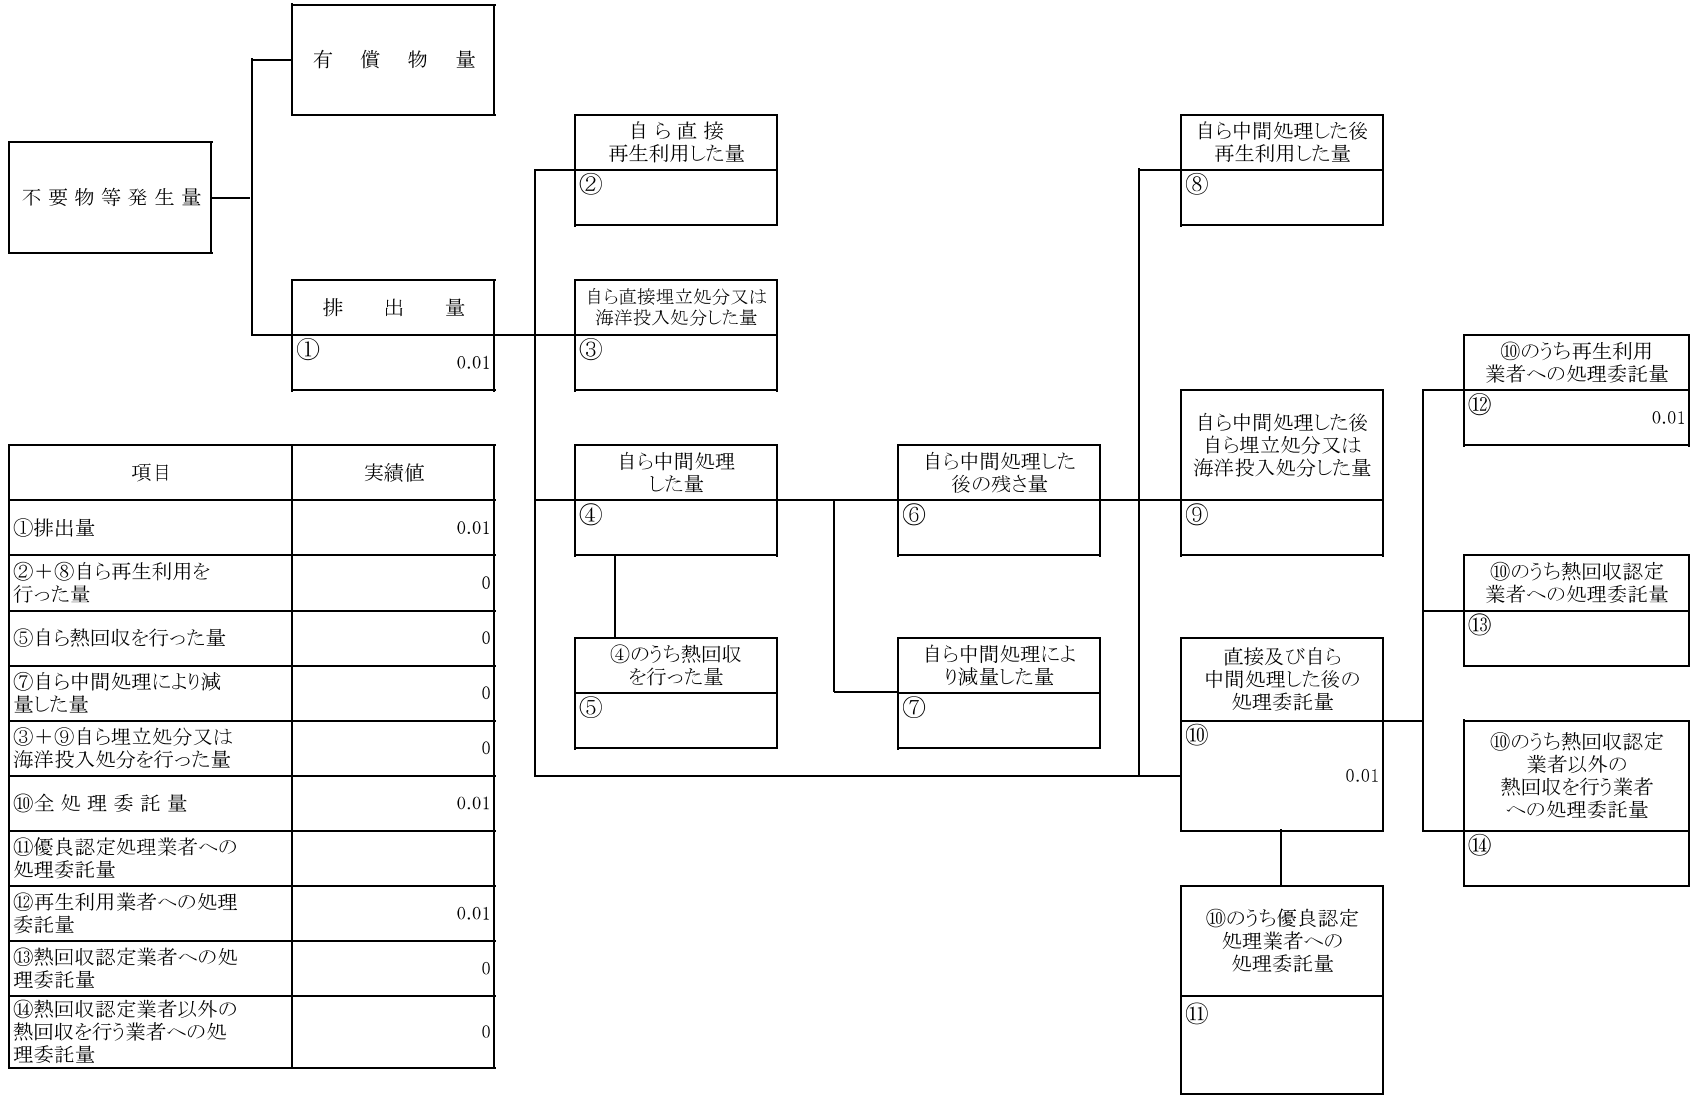 有償物量
不要物等発生量
排出量
①
0.01
自ら直接
再生利用した量
②
自ら直接埋立処分又は
海洋投入処分した量
③
自ら中間処理
した量
④
④のうち熱回収
を行った量
⑤
自ら中間処理した
後の残さ量
⑥
自ら中間処理によ
り減量した量
⑦
自ら中間処理した後
再生利用した量
⑧
自ら中間処理した後
自ら埋立処分又は
海洋投入処分した量
⑨
直接及び自ら
中間処理した後の
処理委託量
⑩
0.01
⑩のうち優良認定
処理業者への
処理委託量
⑪
⑩のうち再生利用
業者への処理委託量
⑫
0.01
⑩のうち熱回収認定
業者への処理委託量
⑬
⑩のうち熱回収認定
業者以外の
熱回収を行う業者
への処理委託量
⑭
項目 実績値
①排出量 0.01
②+⑧自ら再生利用を
行った量 0
⑤自ら熱回収を行った量 0
⑦自ら中間処理により減
量した量 0
③+⑨自ら埋立処分又は
海洋投入処分を行った量 0
⑩全処理委託量 0.01
⑪優良認定処理業者への
処理委託量
⑫再生利用業者への処理
委託量 0.01
⑬熱回収認定業者への処
理委託量 0
⑭熱回収認定業者以外の
熱回収を行う業者への処
理委託量 0